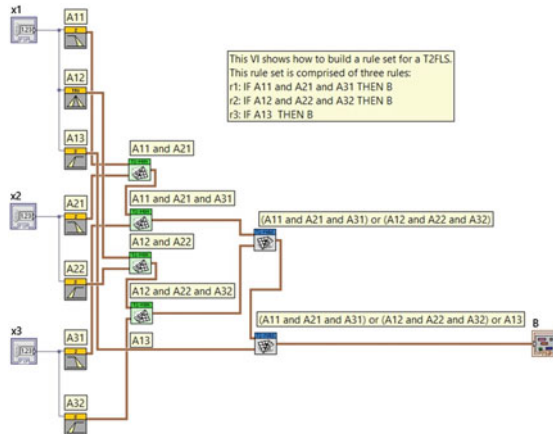 x1
A11
This VI shows how to build a rule set for a T2FLS.
This rule set is comprised of three rules:
r1: IF A11 and A21 and A31 THEN B
r2: IF A12 and A22 and A32 THEN B
r3: IF A13 THEN B
A12
A13
A11 and A21
x2
A21
A11 and A21 and A31
(A11 and A21 and A31) or (A12 and A22 and A32)
A12 and A22
A22
A12 and A22 and A32
(A11 and A21 and A31) or (A12 and A22 and A32) or A13
x3
A31
A13
B
A32